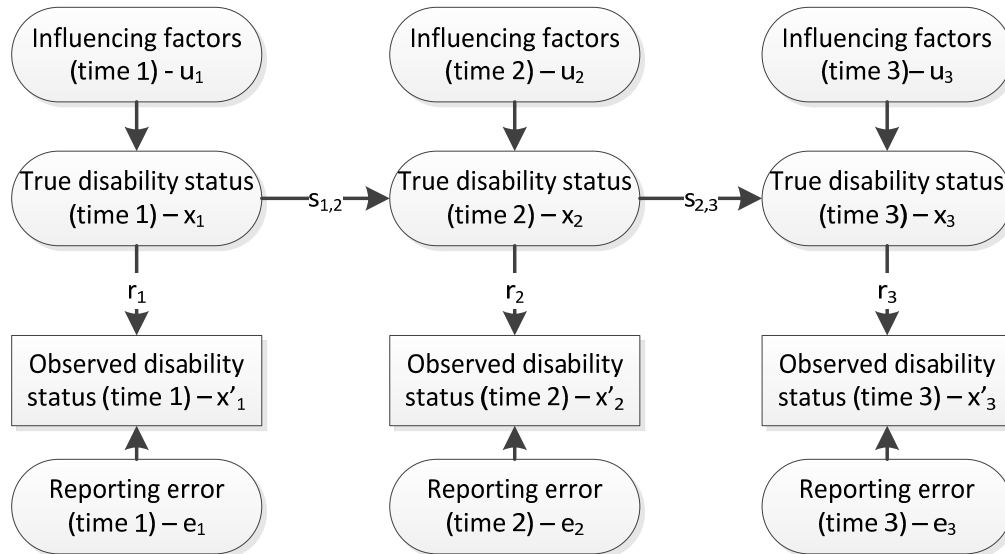 Influencing factors
(time 1) - u₁
Influencing factors
(time 2) – u₂
Influencing factors
(time 3)– u₃
True disability status
(time 1) – x₁
s₁,₂
True disability status
(time 2) – x₂
s₂,₃
True disability status
(time 3) – x₃
r₁
r₂
r₃
Observed disability
status (time 1) – x'₁
Observed disability
status (time 2) – x'₂
Observed disability
status (time 3) – x'₃
Reporting error
(time 1) – e₁
Reporting error
(time 2) – e₂
Reporting error
(time 3) – e₃